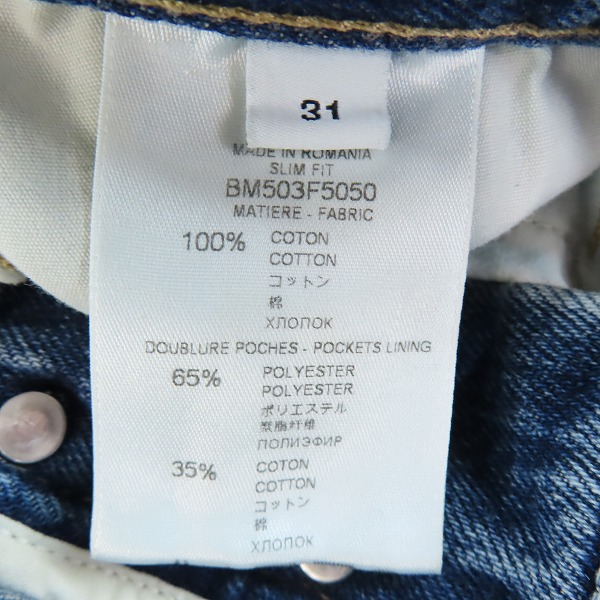 31
MADE IN ROMANIA
SLIM FIT
BM503F5050
MATIERE - FABRIC
100% COTON
COTTON
コットン
棉
ХЛОПОК
DOUBLURE POCHES - POCKETS LINING
65% POLYESTER
POLYESTER
ポリエステル
聚脂纤维
ПОЛИЭФИР
35% COTON
COTTON
コットン
棉
ХЛОПОК